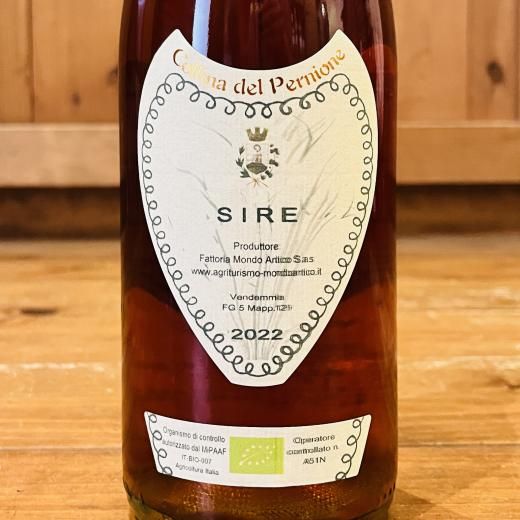 Collina del Pernione
SIRE
Produttore
Fattoria Mondo Antico S.a.s
www.agriturismo-mondoantico.it
Vendemmia
FG 5 Mapp.121
2022
Organismo di controllo
autorizzato dal MiPAAF
IT-BIO-007
Agricoltura Italia
Operatore
controllato n.
A51N